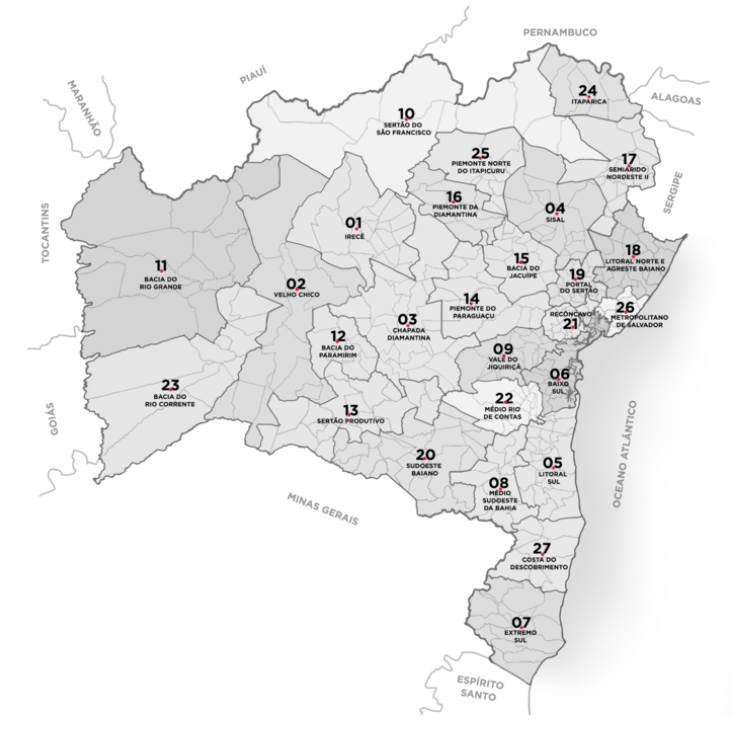 PERNAMBUCO
PIAUÍ
MARANHÃO
ALAGOAS
24
ITAPARICA
10
SERTÃO DO
SÃO FRANCISCO
25
PIEMONTE NORTE
DO ITAPICURU
17
SEMIÁRIDO
NORDESTE II
SERGIPE
16
PIEMONTE DA
DIAMANTINA
04
SISAL
01
IRECÊ
TOCANTINS
11
BACIA DO
RIO GRANDE
02
VELHO CHICO
15
BACIA DO
JACUÍPE
18
LITORAL NORTE E
AGRESTE BAIANO
19
PORTAL
DO SERTÃO
14
PIEMONTE DO
PARAGUAÇU
26
METROPOLITANO
DE SALVADOR
RECÔNCAVO
21
03
CHAPADA
DIAMANTINA
12
BACIA DO
PARAMIRIM
09
VALE DO
JIQUIRIÇÁ
06
BAIXO
SUL
23
BACIA DO
RIO CORRENTE
22
MÉDIO RIO
DE CONTAS
13
SERTÃO PRODUTIVO
GOIÁS
20
SUDOESTE
BAIANO
05
LITORAL
SUL
OCEANO ATLÂNTICO
08
MÉDIO
SUDOESTE
DA BAHIA
MINAS GERAIS
27
COSTA DO
DESCOBRIMENTO
07
EXTREMO
SUL
ESPÍRITO
SANTO